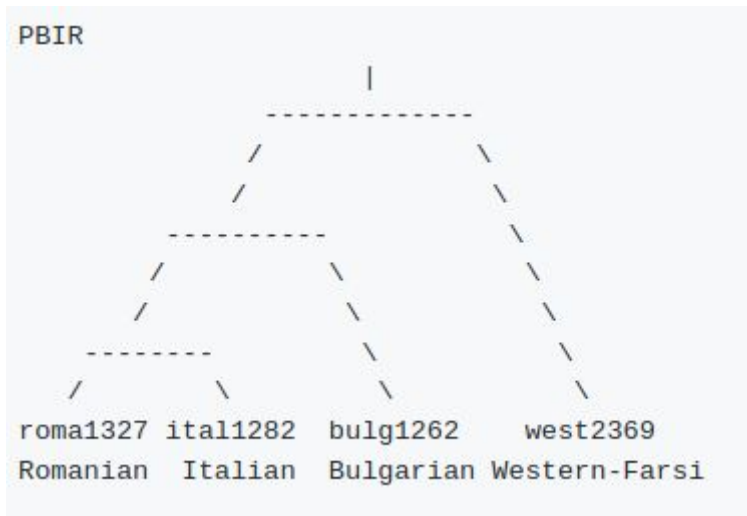 PBIR
roma1327 ital1282 bulg1262 west2369
Romanian Italian Bulgarian Western-Farsi